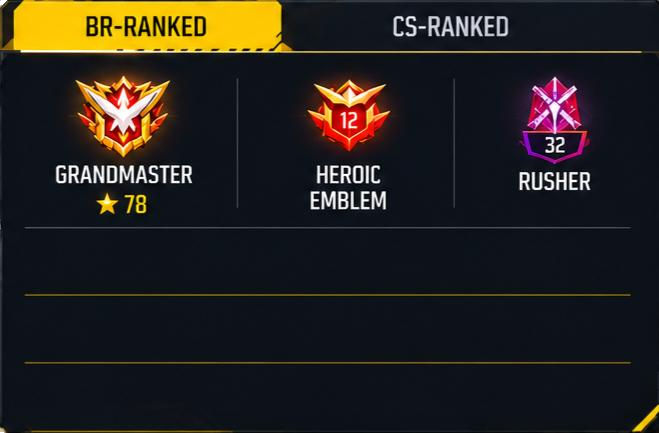 BR-RANKED
CS-RANKED
12
32
GRANDMASTER
HEROIC
EMBLEM
RUSHER
78